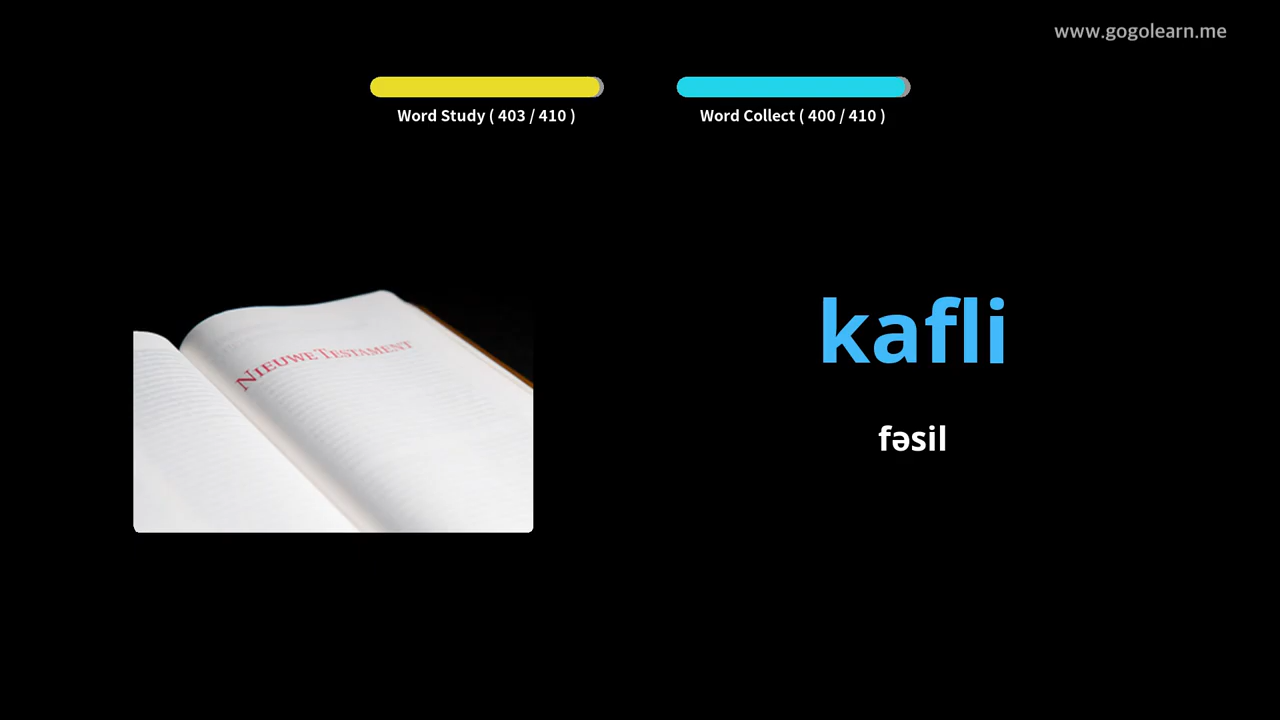 www.gogolearn.me
Word Study ( 403 / 410 )
Word Collect ( 400 / 410 )
NIEUWE TESTAMENT
kafli
fəsil